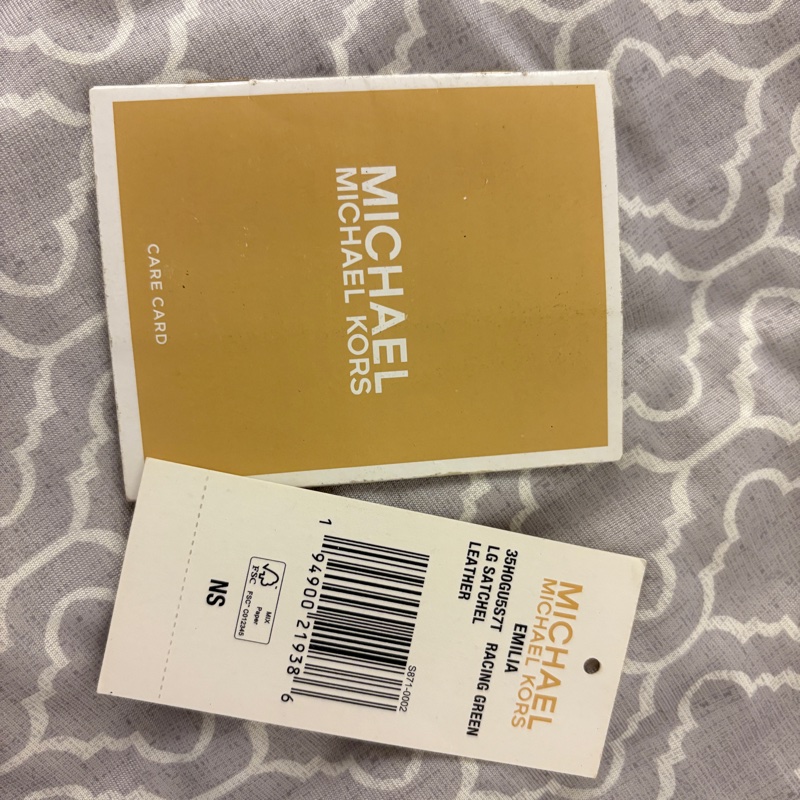 MICHAEL
MICHAEL KORS
CARE CARD
MICHAEL
MICHAEL KORS
EMILIA
35H0GU5S7T RACING GREEN
LG SATCHEL
LEATHER
S871-0002
1 94900 21938 6
FSC
MIX
Paper
FSC® C012345
NS